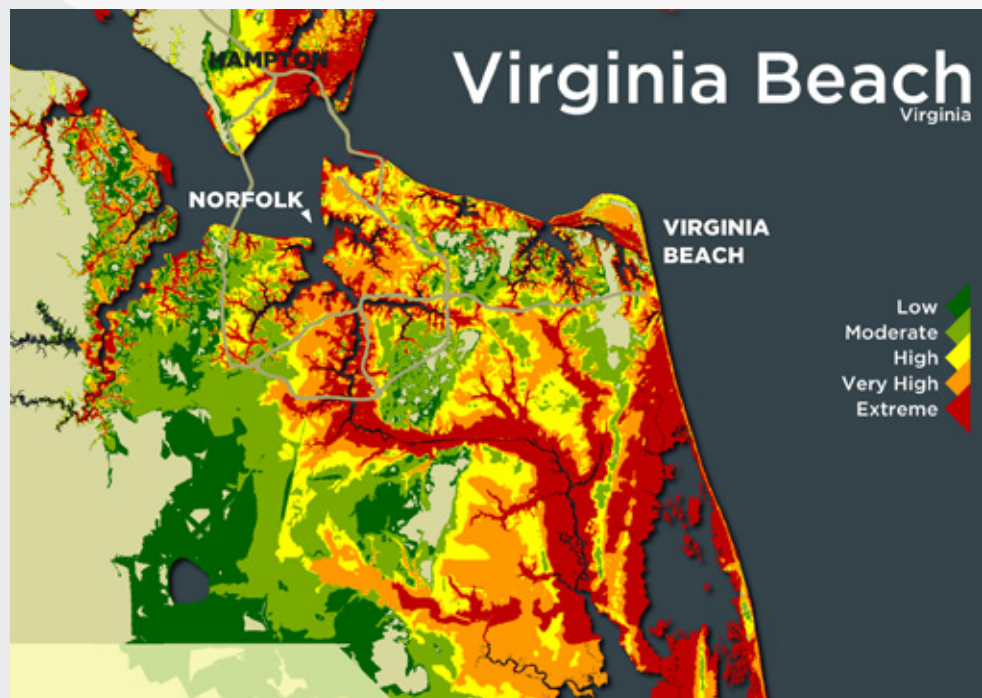 HAMPTON
Virginia Beach
Virginia
NORFOLK
VIRGINIA
BEACH
Low
Moderate
High
Very High
Extreme